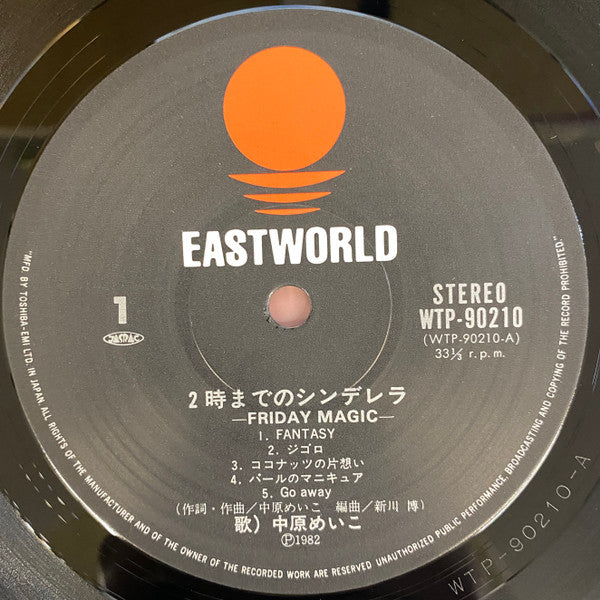 EASTWORLD
1
JASRAC
STEREO
WTP-90210
(WTP-90210-A)
33⅓ r.p.m.
2時までのシンデレラ
—FRIDAY MAGIC—
1. FANTASY
2. ジゴロ
3. ココナッツの片想い
4. パールのマニキュア
5. Go away
(作詞・作曲/中原めいこ 編曲/新川 博)
歌) 中原めいこ
Ⓟ1982
"MFD. BY TOSHIBA-EMI LTD. IN JAPAN. ALL RIGHTS OF THE MANUFACTURER AND OF THE OWNER OF THE RECORDED WORK ARE RESERVED UNAUTHORIZED PUBLIC PERFORMANCE, BROADCASTING AND COPYING OF THE RECORD PROHIBITED."
WTP-90210-A